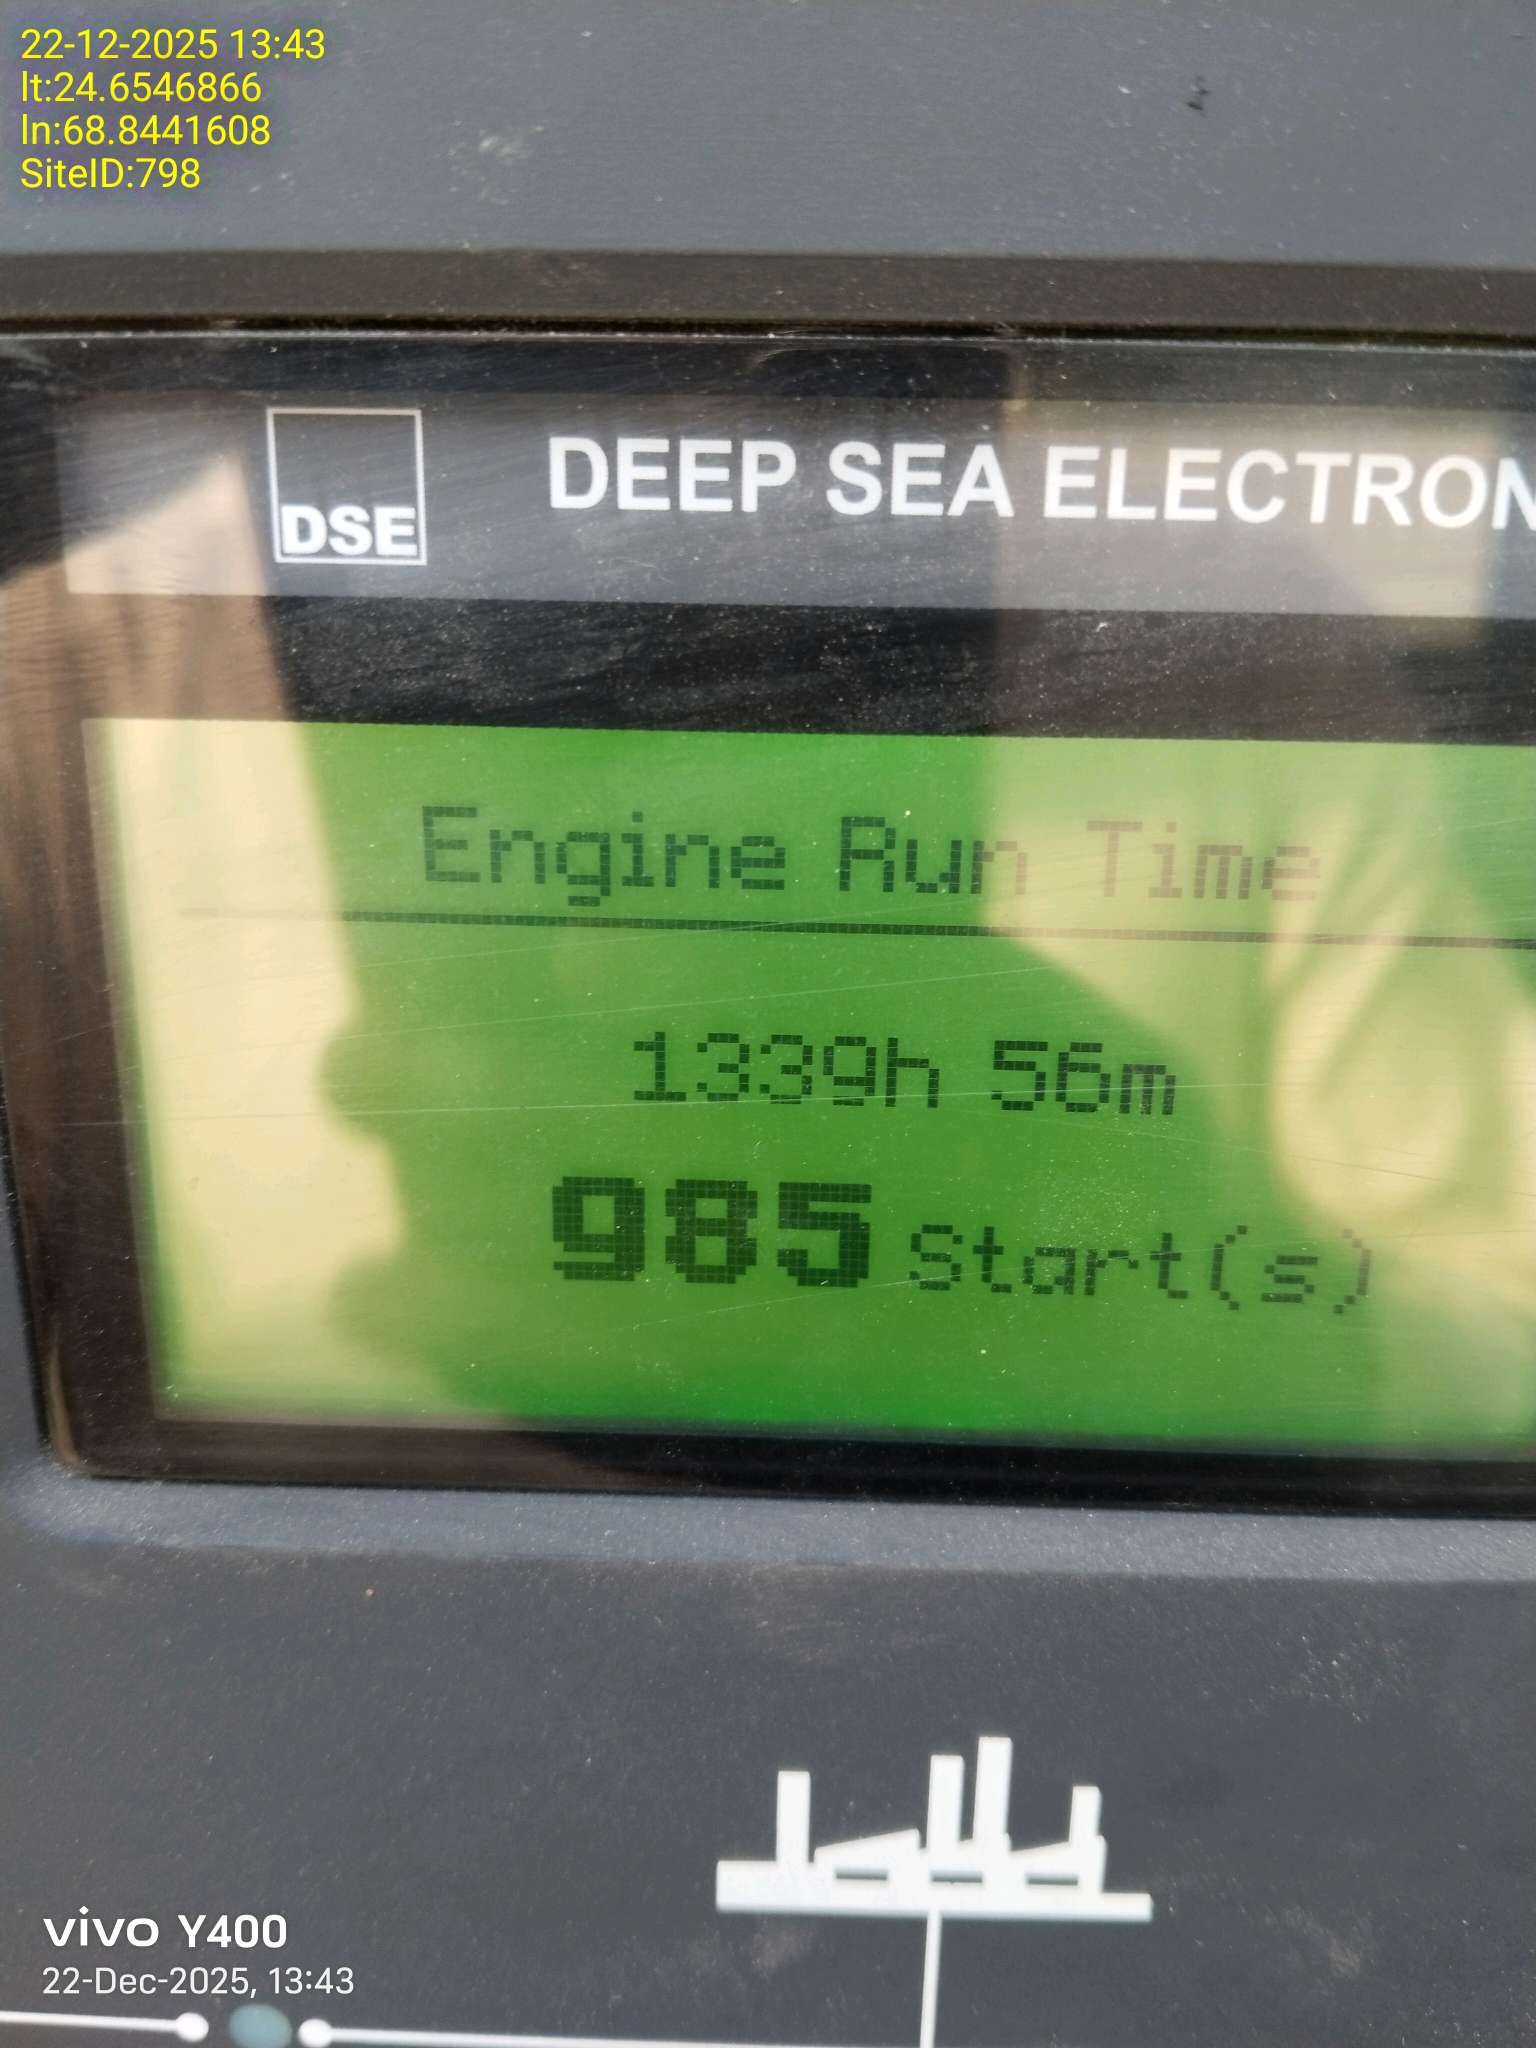 22-12-2025 13:43
lt:24.6546866
ln:68.8441608
SiteID:798
DSE
DEEP SEA ELECTRON
Engine Run Time
1339h 56m
985 Start(s)
vivo Y400
22-Dec-2025, 13:43